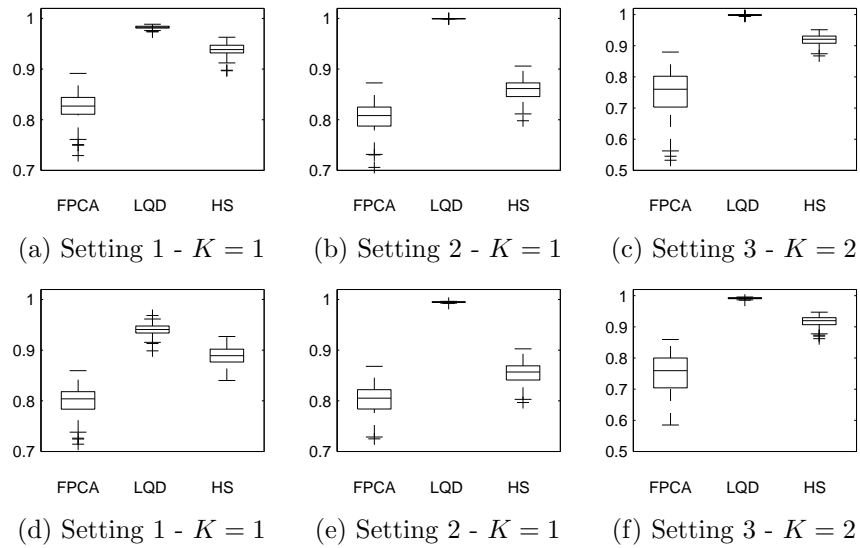 1
0.9
0.8
0.7
FPCA LQD HS
(a) Setting 1 - K = 1
1
0.9
0.8
0.7
FPCA LQD HS
(b) Setting 2 - K = 1
1
0.9
0.8
0.7
0.6
0.5
FPCA LQD HS
(c) Setting 3 - K = 2
1
0.9
0.8
0.7
FPCA LQD HS
(d) Setting 1 - K = 1
1
0.9
0.8
0.7
FPCA LQD HS
(e) Setting 2 - K = 1
1
0.9
0.8
0.7
0.6
0.5
FPCA LQD HS
(f) Setting 3 - K = 2